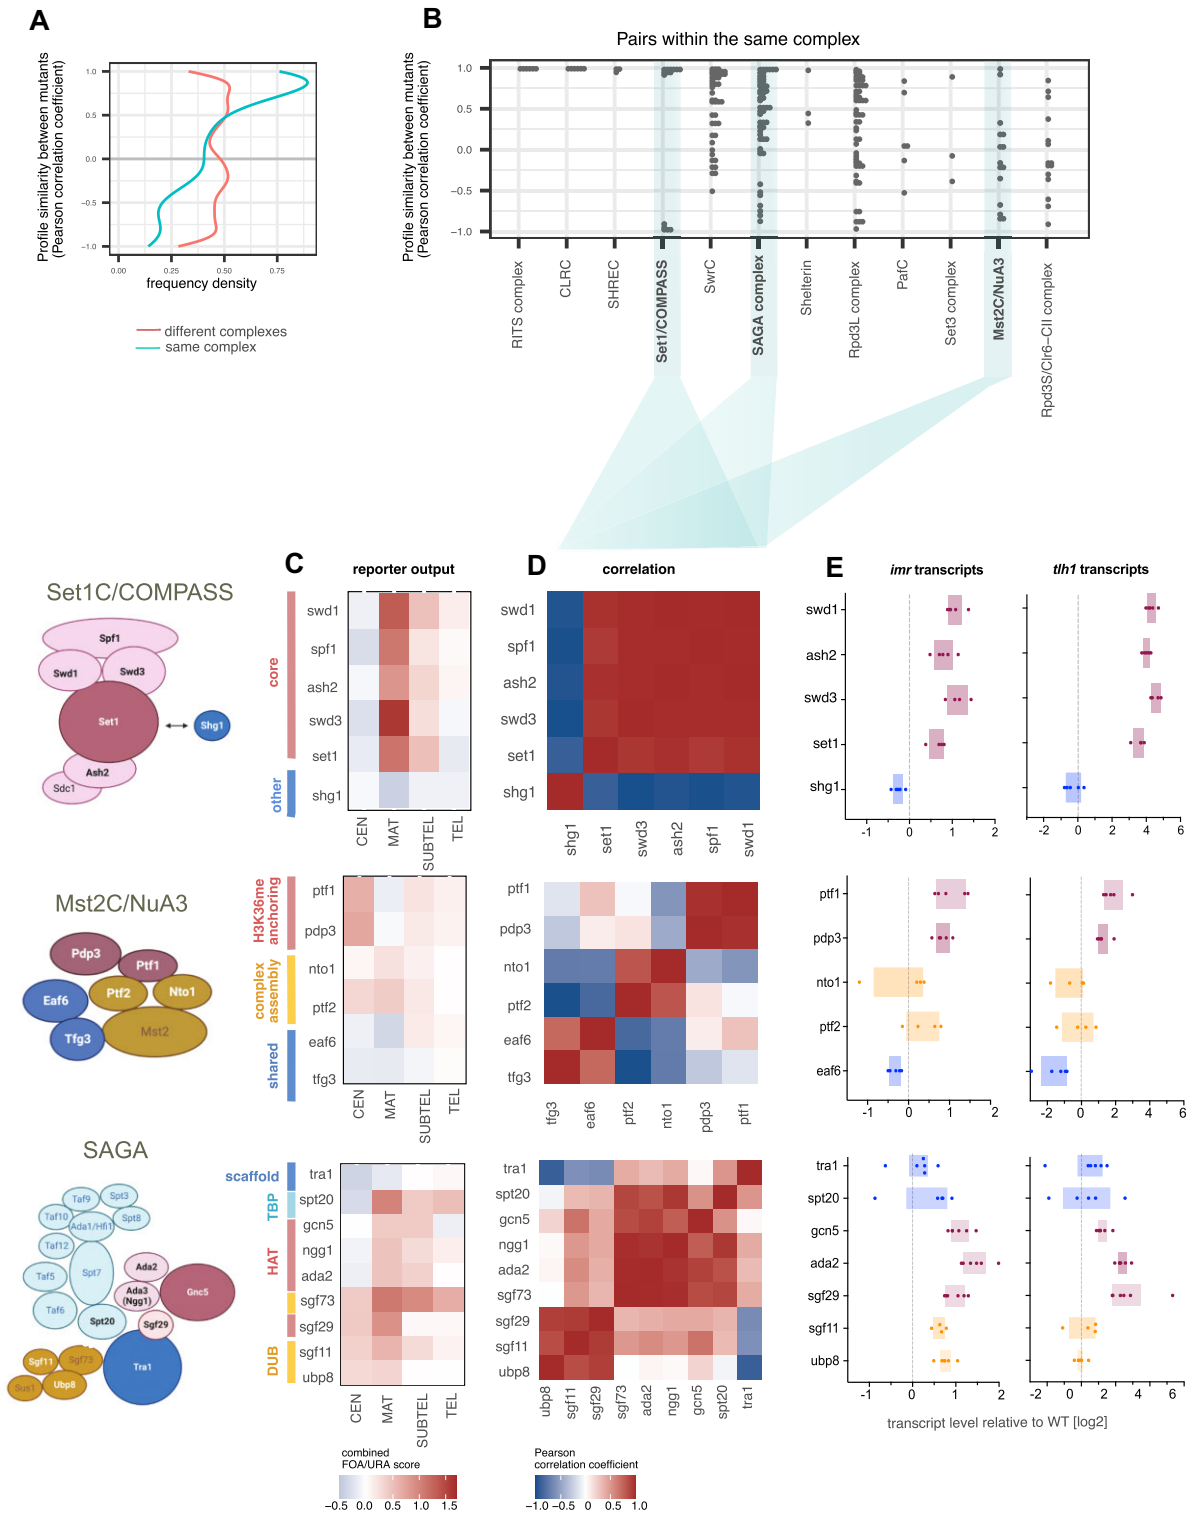 A
Profile similarity between mutants
(Pearson correlation coefficient)
1.0
0.5
0.0
−0.5
−1.0
0.00
0.25
0.50
0.75
frequency density
different complexes
same complex
B
Pairs within the same complex
Profile similarity between mutants
(Pearson correlation coefficient)
1.0
0.5
0.0
−0.5
−1.0
RITS complex
CLRC
SHREC
Set1/COMPASS
SwrC
SAGA complex
Shelterin
Rpd3L complex
PafC
Set3 complex
Mst2C/NuA3
Rpd3S/Clr6−CII complex
Set1C/COMPASS
Spf1
Swd1
Swd3
Set1
Shg1
Ash2
Sdc1
Mst2C/NuA3
Pdp3
Ptf1
Eaf6
Ptf2
Nto1
Tfg3
Mst2
SAGA
Taf9
Spt3
Taf10
Ada1/Hfi1
Spt8
Taf12
Taf5
Spt7
Taf6
Ada2
Ada3
(Ngg1)
Gnc5
Spt20
Sgf29
Tra1
Sgf11
Sgf73
Sus1
Ubp8
C
reporter output
core
other
swd1
spf1
ash2
swd3
set1
shg1
CEN
MAT
SUBTEL
TEL
H3K36me
anchoring
complex
assembly
shared
ptf1
pdp3
nto1
ptf2
eaf6
tfg3
CEN
MAT
SUBTEL
TEL
scaffold
TBP
HAT
DUB
tra1
spt20
gcn5
ngg1
ada2
sgf73
sgf29
sgf11
ubp8
CEN
MAT
SUBTEL
TEL
combined
FOA/URA score
−0.5
0.0
0.5
1.0
1.5
D
correlation
swd1
spf1
ash2
swd3
set1
shg1
shg1
set1
swd3
ash2
spf1
swd1
ptf1
pdp3
nto1
ptf2
eaf6
tfg3
tfg3
eaf6
ptf2
nto1
pdp3
ptf1
tra1
spt20
gcn5
ngg1
ada2
sgf73
sgf29
sgf11
ubp8
ubp8
sgf11
sgf29
sgf73
ada2
ngg1
gcn5
spt20
tra1
Pearson
correlation coefficient
-1.0
−0.5
0
0.5
1.0
E
imr transcripts
tlh1 transcripts
swd1
ash2
swd3
set1
shg1
-1
0
1
2
-2
0
2
4
6
ptf1
pdp3
nto1
ptf2
eaf6
-1
0
1
2
-2
0
2
4
6
tra1
spt20
gcn5
ada2
sgf29
sgf11
ubp8
-1
0
1
2
-2
0
2
4
6
transcript level relative to WT [log2]